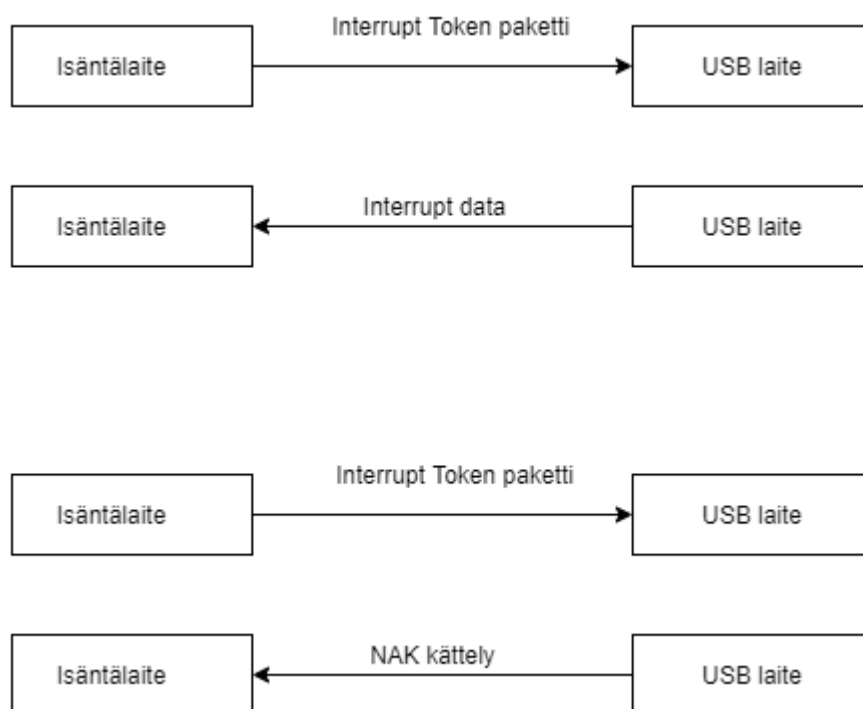 Interrupt Token paketti
Isäntälaite
USB laite
Interrupt data
Isäntälaite
USB laite
Interrupt Token paketti
Isäntälaite
USB laite
NAK kättely
Isäntälaite
USB laite